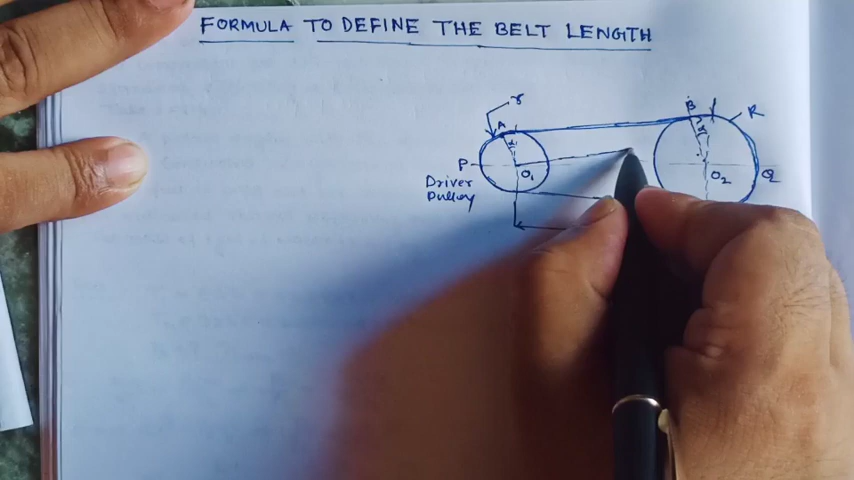 FORMULA TO DEFINE THE BELT LENGTH
r
A
B
R
α
α
P
O1
O2
Q
Driver
Pulley